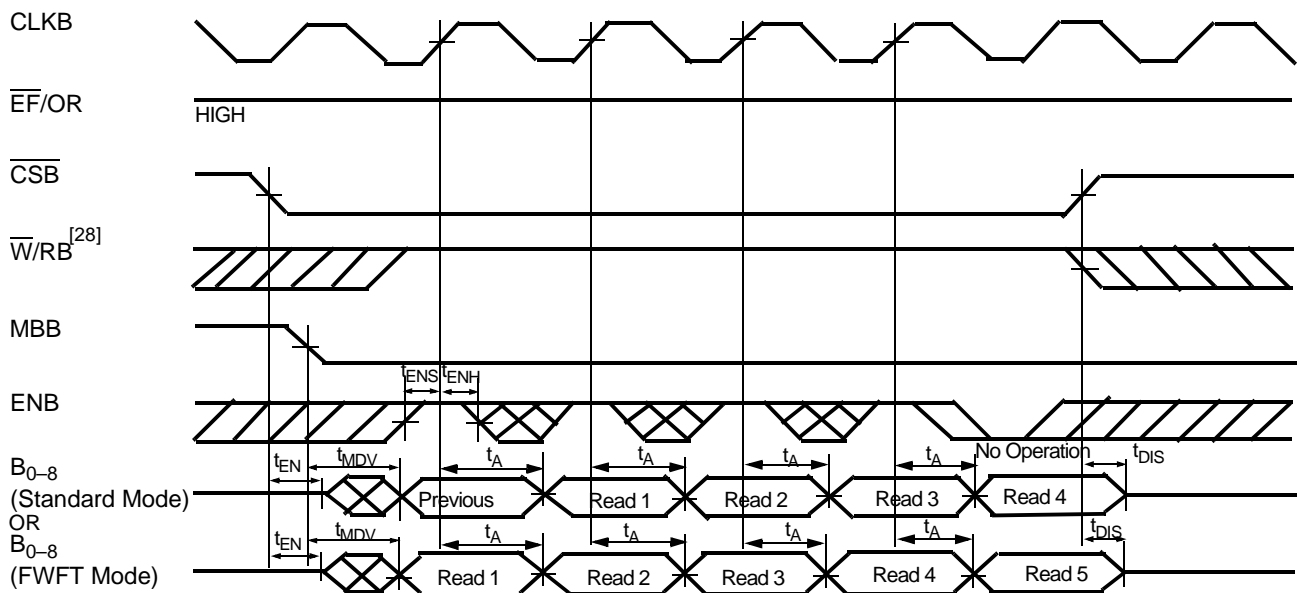 CLKB
EF/OR
HIGH
CSB
W/RB[28]
MBB
tENS tENH
ENB
No Operation
tEN tMDV tA tA tA tA tDIS
B0–8
(Standard Mode)
Previous Read 1 Read 2 Read 3 Read 4
OR
tEN tMDV tA tA tA tA tDIS
B0–8
(FWFT Mode)
Read 1 Read 2 Read 3 Read 4 Read 5